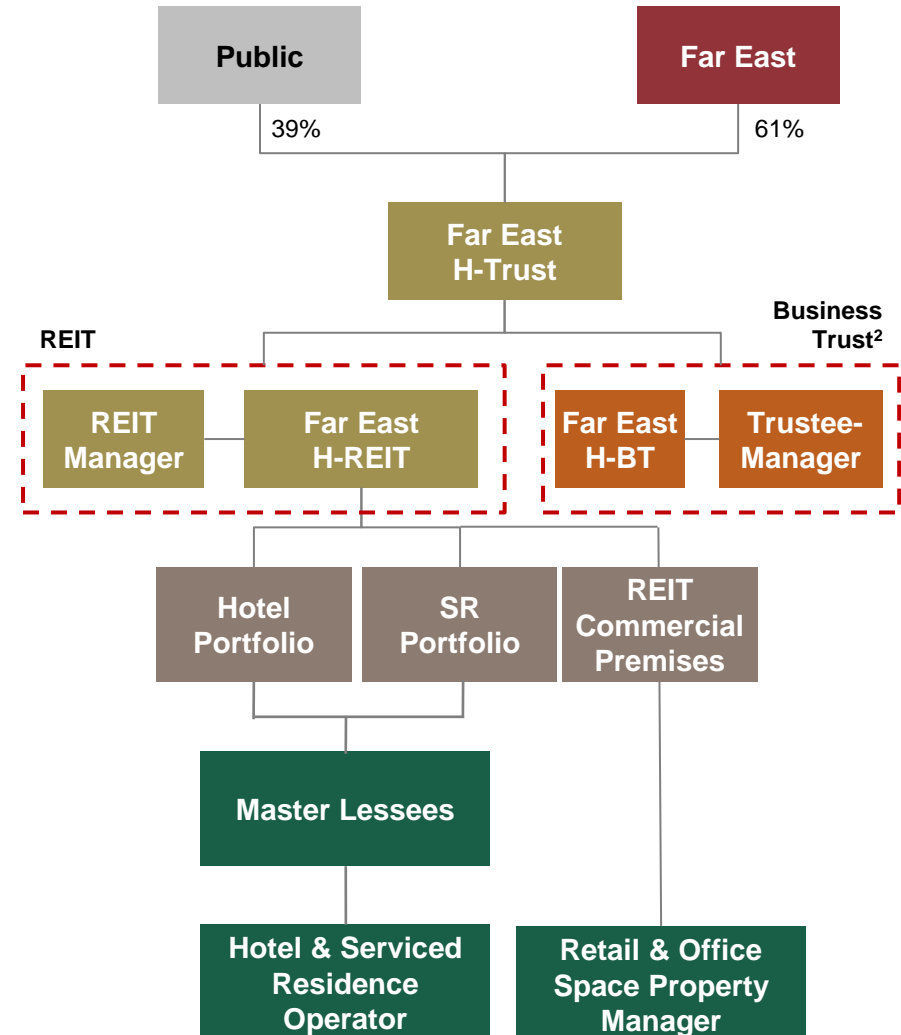 Public
Far East
39%
61%
Far East
H-Trust
REIT
Business
Trust²
REIT
Manager
Far East
H-REIT
Far East
H-BT
Trustee-
Manager
Hotel
Portfolio
SR
Portfolio
REIT
Commercial
Premises
Master Lessees
Hotel & Serviced
Residence
Operator
Retail & Office
Space Property
Manager